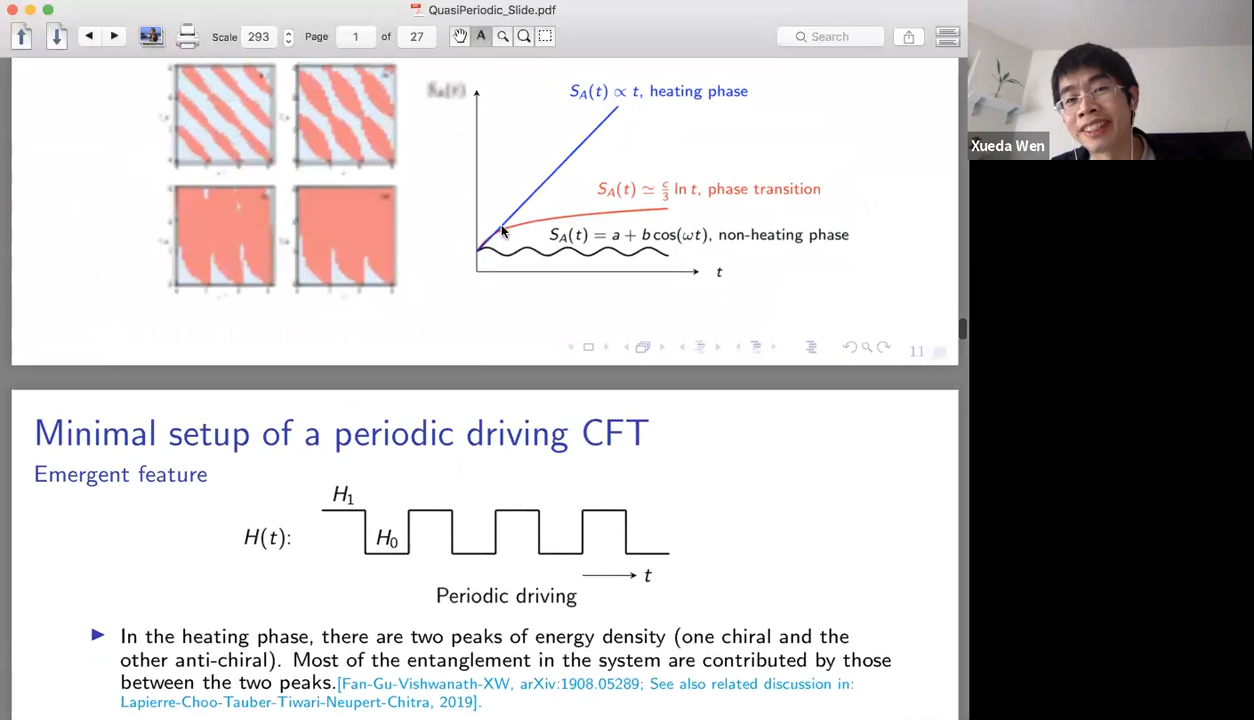 QuasiPeriodic_Slide.pdf
Scale 293 Page 1 of 27 Search
S_A(t) ∝ t, heating phase
S_A(t) ≃ c/3 ln t, phase transition
S_A(t) = a + b cos(ωt), non-heating phase
t
11
Xueda Wen
Minimal setup of a periodic driving CFT
Emergent feature
H₁
H(t):
H₀
t
Periodic driving
In the heating phase, there are two peaks of energy density (one chiral and the
other anti-chiral). Most of the entanglement in the system are contributed by those
between the two peaks.[Fan-Gu-Vishwanath-XW, arXiv:1908.05289; See also related discussion in:
Lapierre-Choo-Tauber-Tiwari-Neupert-Chitra, 2019].